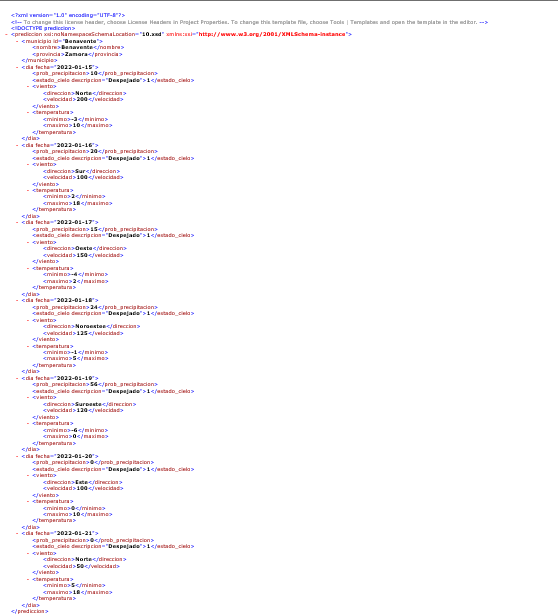 <?xml version="1.0" encoding="UTF-8"?>
<!-- To change this license header, choose License Headers in Project Properties. To change this template file, choose Tools | Templates and open the template in the editor. -->
<!DOCTYPE prediccion>
- <prediccion xsi:noNamespaceSchemaLocation="10.xsd" xmlns:xsi="http://www.w3.org/2001/XMLSchema-instance">
- <municipio id="Benavente">
<nombre>Benavente</nombre>
<provincia>Zamora</provincia>
</municipio>
- <dia fecha="2022-01-15">
<prob_precipitacion>10</prob_precipitacion>
<estado_cielo descripcion="Despejado">1</estado_cielo>
- <viento>
<direccion>Norte</direccion>
<velocidad>200</velocidad>
</viento>
- <temperatura>
<minimo>-3</minimo>
<maximo>10</maximo>
</temperatura>
</dia>
- <dia fecha="2022-01-16">
<prob_precipitacion>20</prob_precipitacion>
<estado_cielo descripcion="Despejado">1</estado_cielo>
- <viento>
<direccion>Sur</direccion>
<velocidad>100</velocidad>
</viento>
- <temperatura>
<minimo>2</minimo>
<maximo>18</maximo>
</temperatura>
</dia>
- <dia fecha="2022-01-17">
<prob_precipitacion>15</prob_precipitacion>
<estado_cielo descripcion="Despejado">1</estado_cielo>
- <viento>
<direccion>Oeste</direccion>
<velocidad>150</velocidad>
</viento>
- <temperatura>
<minimo>-4</minimo>
<maximo>2</maximo>
</temperatura>
</dia>
- <dia fecha="2022-01-18">
<prob_precipitacion>24</prob_precipitacion>
<estado_cielo descripcion="Despejado">1</estado_cielo>
- <viento>
<direccion>Noroeste</direccion>
<velocidad>125</velocidad>
</viento>
- <temperatura>
<minimo>-1</minimo>
<maximo>5</maximo>
</temperatura>
</dia>
- <dia fecha="2022-01-19">
<prob_precipitacion>56</prob_precipitacion>
<estado_cielo descripcion="Despejado">1</estado_cielo>
- <viento>
<direccion>Suroeste</direccion>
<velocidad>120</velocidad>
</viento>
- <temperatura>
<minimo>-6</minimo>
<maximo>0</maximo>
</temperatura>
</dia>
- <dia fecha="2022-01-20">
<prob_precipitacion>0</prob_precipitacion>
<estado_cielo descripcion="Despejado">1</estado_cielo>
- <viento>
<direccion>Este</direccion>
<velocidad>100</velocidad>
</viento>
- <temperatura>
<minimo>0</minimo>
<maximo>10</maximo>
</temperatura>
</dia>
- <dia fecha="2022-01-21">
<prob_precipitacion>0</prob_precipitacion>
<estado_cielo descripcion="Despejado">1</estado_cielo>
- <viento>
<direccion>Norte</direccion>
<velocidad>50</velocidad>
</viento>
- <temperatura>
<minimo>5</minimo>
<maximo>18</maximo>
</temperatura>
</dia>
</prediccion>